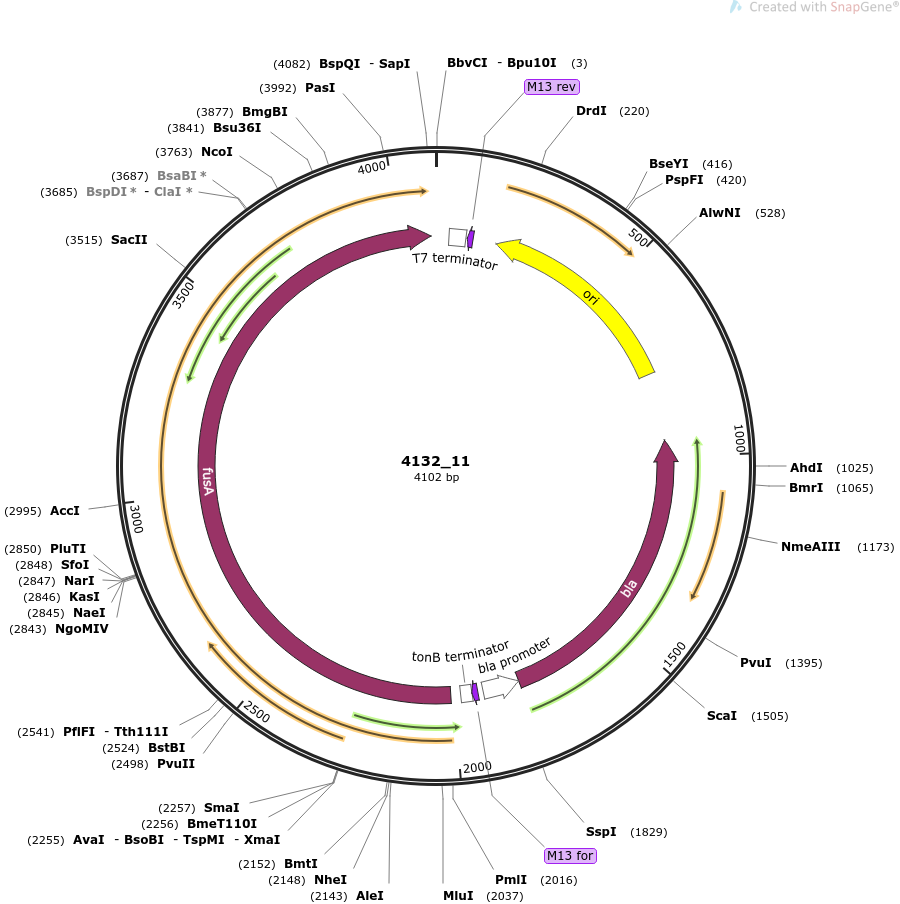 Created with SnapGene®
(4082) BspQI - SapI
BbvCI - Bpu10I (3)
(3992) PasI
M13 rev
(3877) BmgBI
DrdI (220)
(3841) Bsu36I
(3763) NcoI
BseYI (416)
(3687) BsaBI *
PspFI (420)
(3685) BspDI * - ClaI *
AlwNI (528)
(3515) SacII
4000
500
T7 terminator
3500
ori
1000
4132_11
4102 bp
AhdI (1025)
fusA
BmrI (1065)
(2995) AccI
3000
NmeAIII (1173)
(2850) PluTI
(2848) SfoI
(2847) NarI
(2846) KasI
bla
(2845) NaeI
(2843) NgoMIV
tonB terminator
bla promoter
1500
PvuI (1395)
2500
ScaI (1505)
(2541) PflFI - Tth111I
(2524) BstBI
(2498) PvuII
2000
(2257) SmaI
(2256) BmeT110I
SspI (1829)
(2255) AvaI - BsoBI - TspMI - XmaI
M13 for
(2152) BmtI
(2148) NheI
PmlI (2016)
(2143) AleI
MluI (2037)